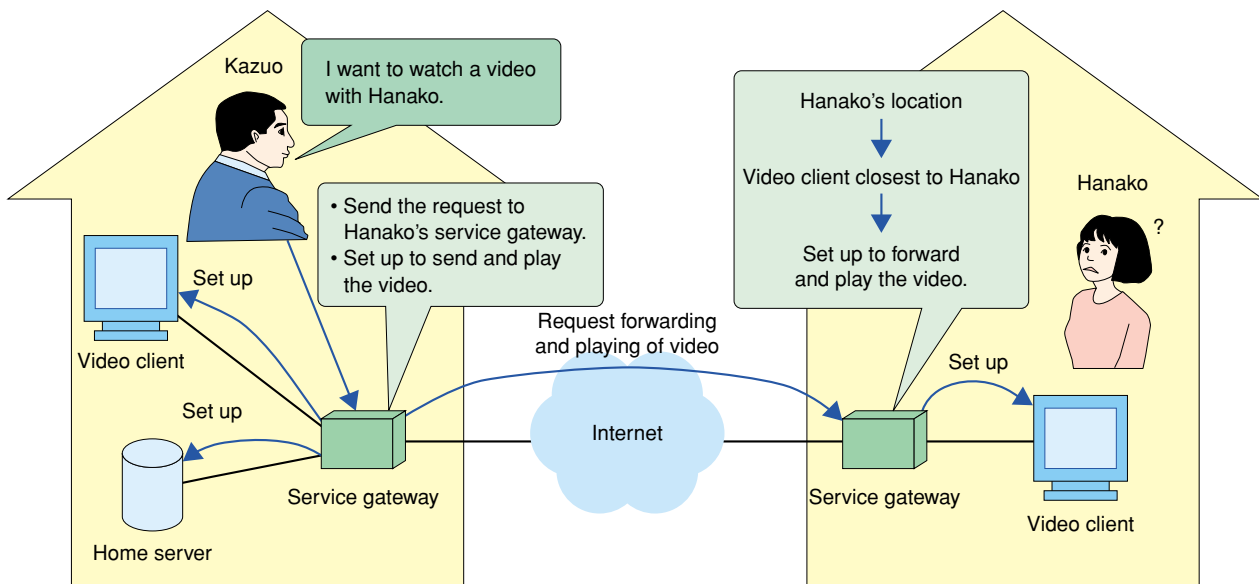 Kazuo
I want to watch a video
with Hanako.
• Send the request to
Hanako's service gateway.
• Set up to send and play
the video.
Set up
Video client
Set up
Home server
Service gateway
Request forwarding
and playing of video
Internet
Hanako's location
Video client closest to Hanako
Set up to forward
and play the video.
Hanako
?
Set up
Service gateway
Video client